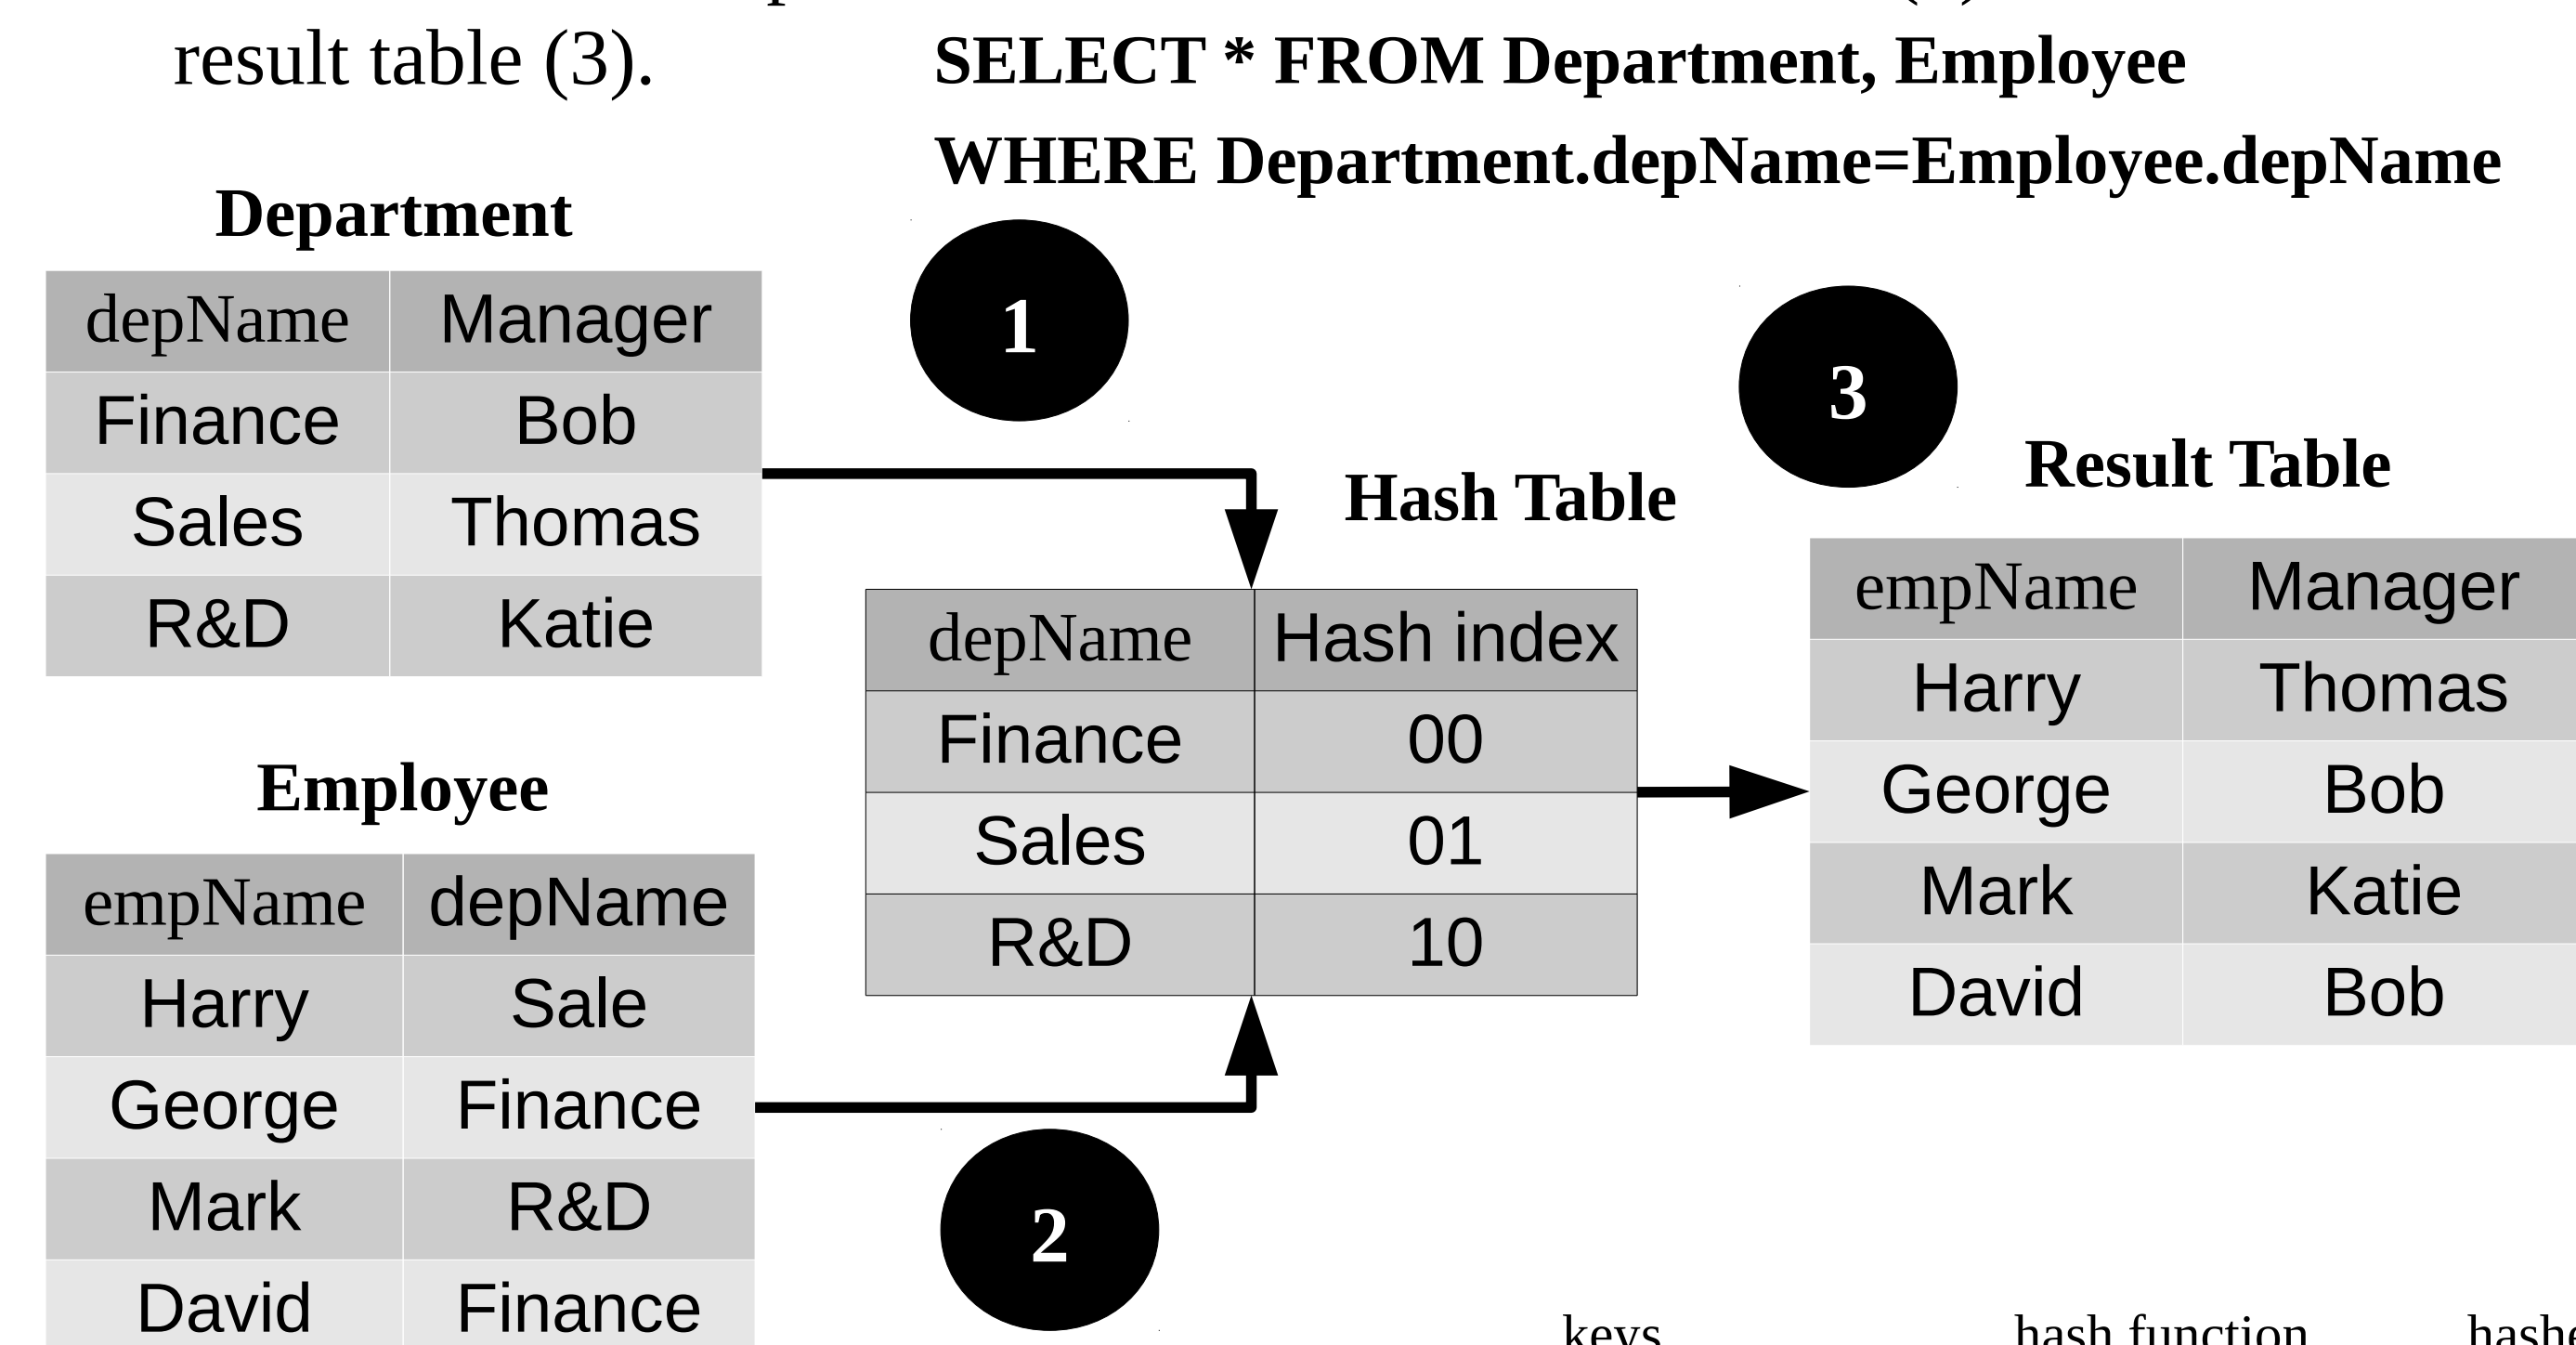 result table (3).
SELECT * FROM Department, Employee
WHERE Department.depName=Employee.depName
Department
depName Manager
Finance Bob
Sales Thomas
R&D Katie
1
3
Hash Table
depName Hash index
Finance 00
Sales 01
R&D 10
Result Table
empName Manager
Harry Thomas
George Bob
Mark Katie
David Bob
Employee
empName depName
Harry Sale
George Finance
Mark R&D
David Finance
2
keys hash function